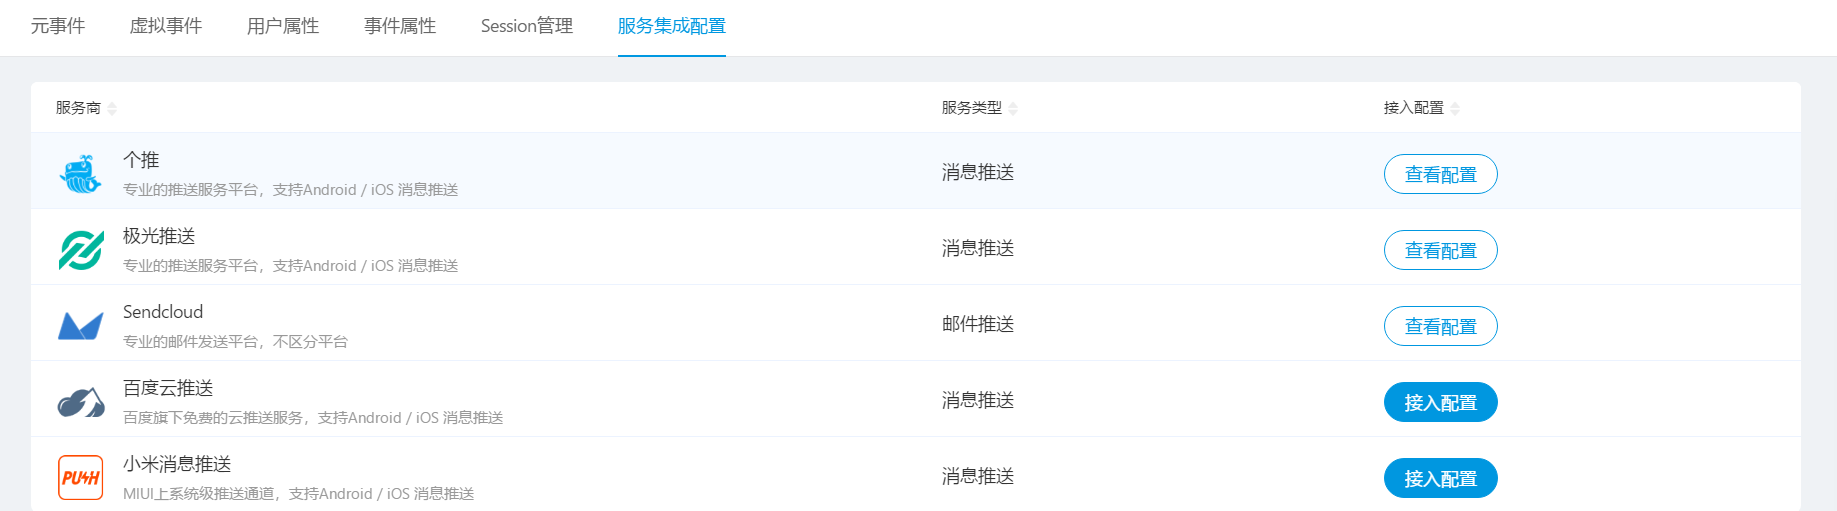 元事件 虚拟事件 用户属性 事件属性 Session管理 服务集成配置
服务商 服务类型 接入配置
个推 消息推送 查看配置
专业的推送服务平台，支持Android / iOS 消息推送
极光推送 消息推送 查看配置
专业的推送服务平台，支持Android / iOS 消息推送
Sendcloud 邮件推送 查看配置
专业的邮件发送平台，不区分平台
百度云推送 消息推送 接入配置
百度旗下免费的云推送服务，支持Android / iOS 消息推送
PUSH 小米消息推送 消息推送 接入配置
MIUI上系统级推送通道，支持Android / iOS 消息推送